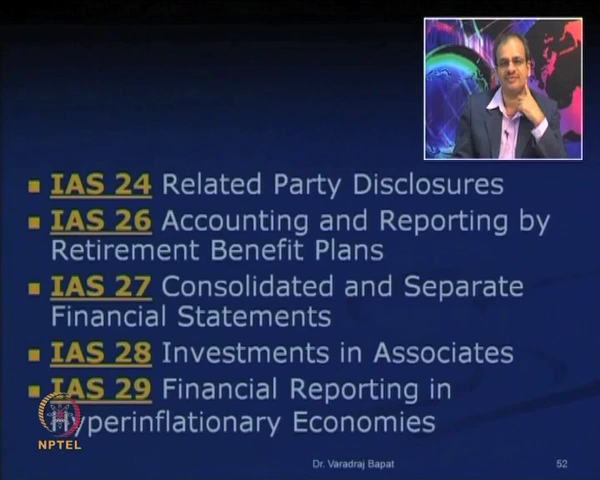 IAS 24 Related Party Disclosures
IAS 26 Accounting and Reporting by
Retirement Benefit Plans
IAS 27 Consolidated and Separate
Financial Statements
IAS 28 Investments in Associates
IAS 29 Financial Reporting in
Hyperinflationary Economies
NPTEL
Dr. Varadraj Bapat
52